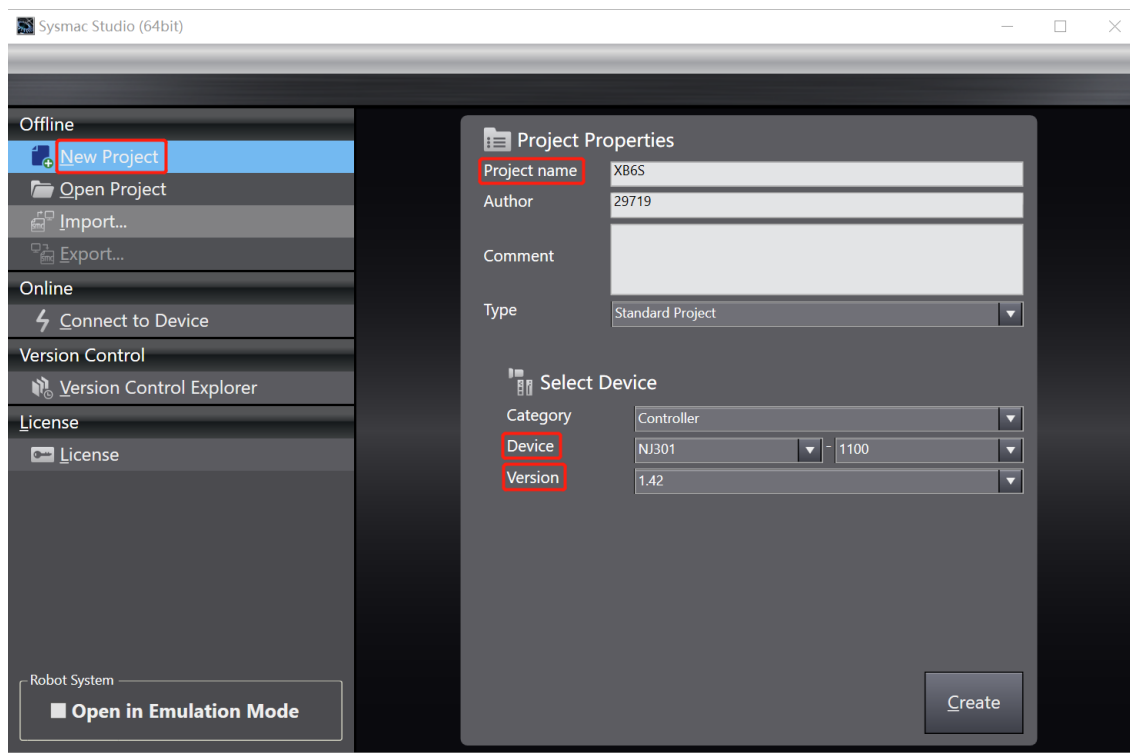 Sysmac Studio (64bit)
Offline
New Project
Open Project
Import...
Export...
Online
Connect to Device
Version Control
Version Control Explorer
License
License
Robot System
Open in Emulation Mode
Project Properties
Project name XB6S
Author 29719
Comment
Type Standard Project
Select Device
Category Controller
Device NJ301 - 1100
Version 1.42
Create